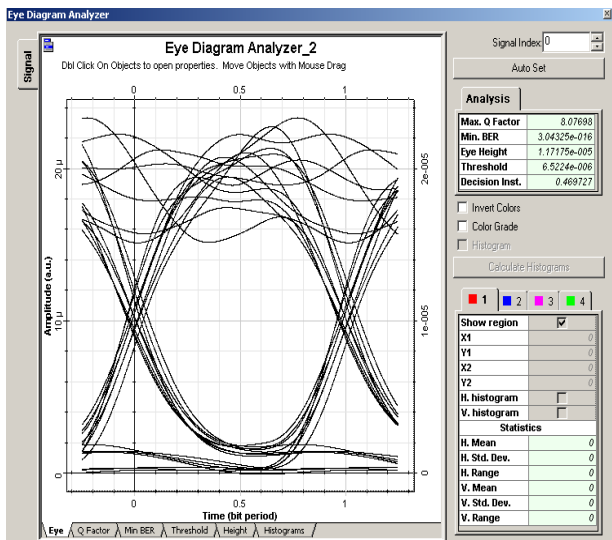 Eye Diagram Analyzer
Signal
Eye Diagram Analyzer_2
Dbl Click On Objects to open properties. Move Objects with Mouse Drag
0 0.5 1
Amplitude (a.u.)
20 μ
10 μ
0
2e-005
1e-005
0
0 0.5 1
Time (bit period)
Eye Q Factor Min BER Threshold Height Histograms
Signal Index: 0
Auto Set
Analysis
Max. Q Factor 8.07698
Min. BER 3.04325e-016
Eye Height 1.17175e-005
Threshold 6.5224e-006
Decision Inst. 0.469727
Invert Colors
Color Grade
Histogram
Calculate Histograms
1 2 3 4
Show region
X1 0
Y1 0
X2 0
Y2 0
H. histogram
V. histogram
Statistics
H. Mean 0
H. Std. Dev. 0
H. Range 0
V. Mean 0
V. Std. Dev. 0
V. Range 0